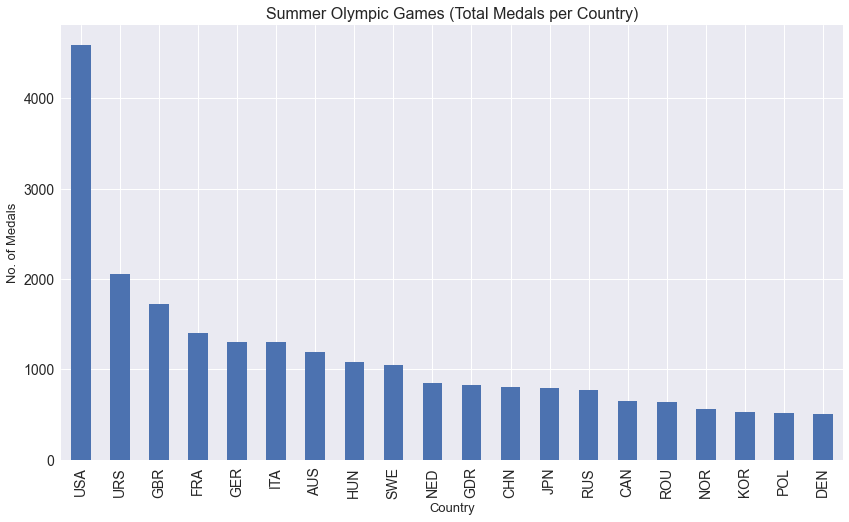 Summer Olympic Games (Total Medals per Country)
No. of Medals
4000
3000
2000
1000
0
USA URS GBR FRA GER ITA AUS HUN SWE NED GDR CHN JPN RUS CAN ROU NOR KOR POL DEN
Country